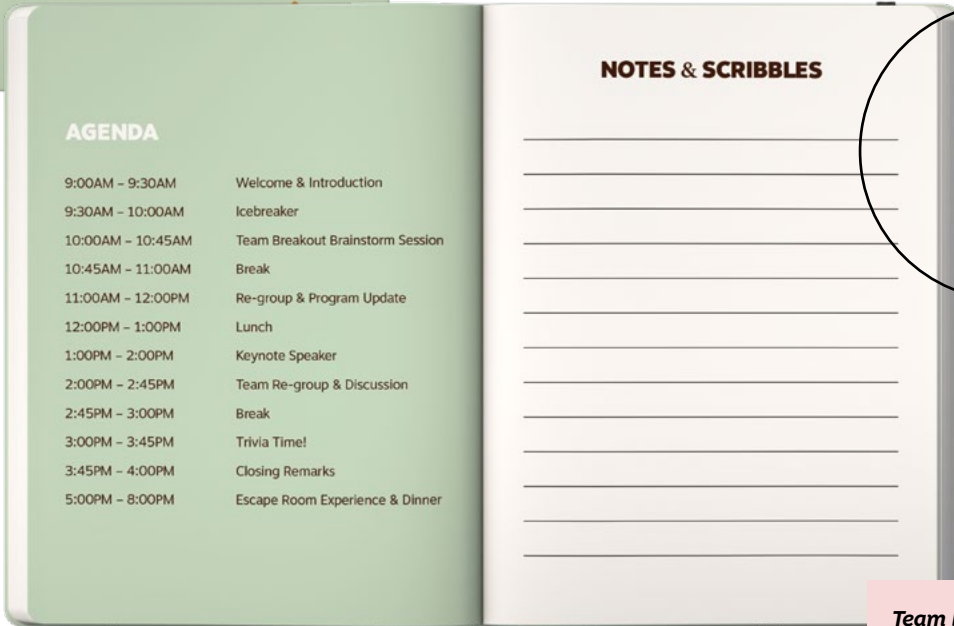 AGENDA
9:00AM – 9:30AM Welcome & Introduction
9:30AM – 10:00AM Icebreaker
10:00AM – 10:45AM Team Breakout Brainstorm Session
10:45AM – 11:00AM Break
11:00AM – 12:00PM Re-group & Program Update
12:00PM – 1:00PM Lunch
1:00PM – 2:00PM Keynote Speaker
2:00PM – 2:45PM Team Re-group & Discussion
2:45PM – 3:00PM Break
3:00PM – 3:45PM Trivia Time!
3:45PM – 4:00PM Closing Remarks
5:00PM – 8:00PM Escape Room Experience & Dinner
NOTES & SCRIBBLES
Team